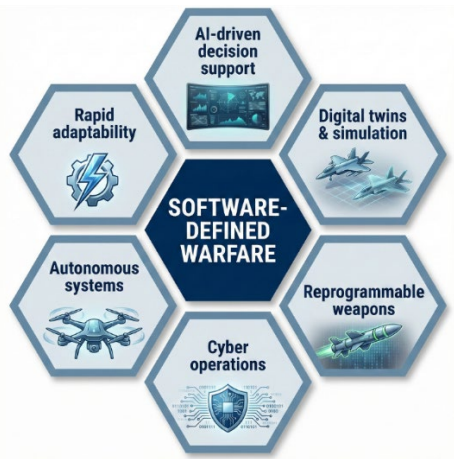 AI-driven
decision
support
Rapid
adaptability
Digital twins
& simulation
SOFTWARE-
DEFINED
WARFARE
Autonomous
systems
Reprogrammable
weapons
Cyber
operations